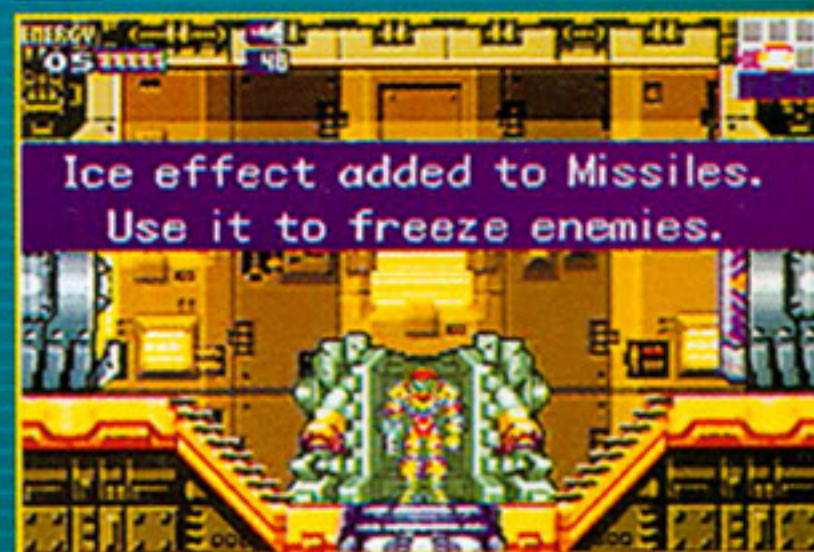 ENERGY
05
48
Ice effect added to Missiles.
Use it to freeze enemies.